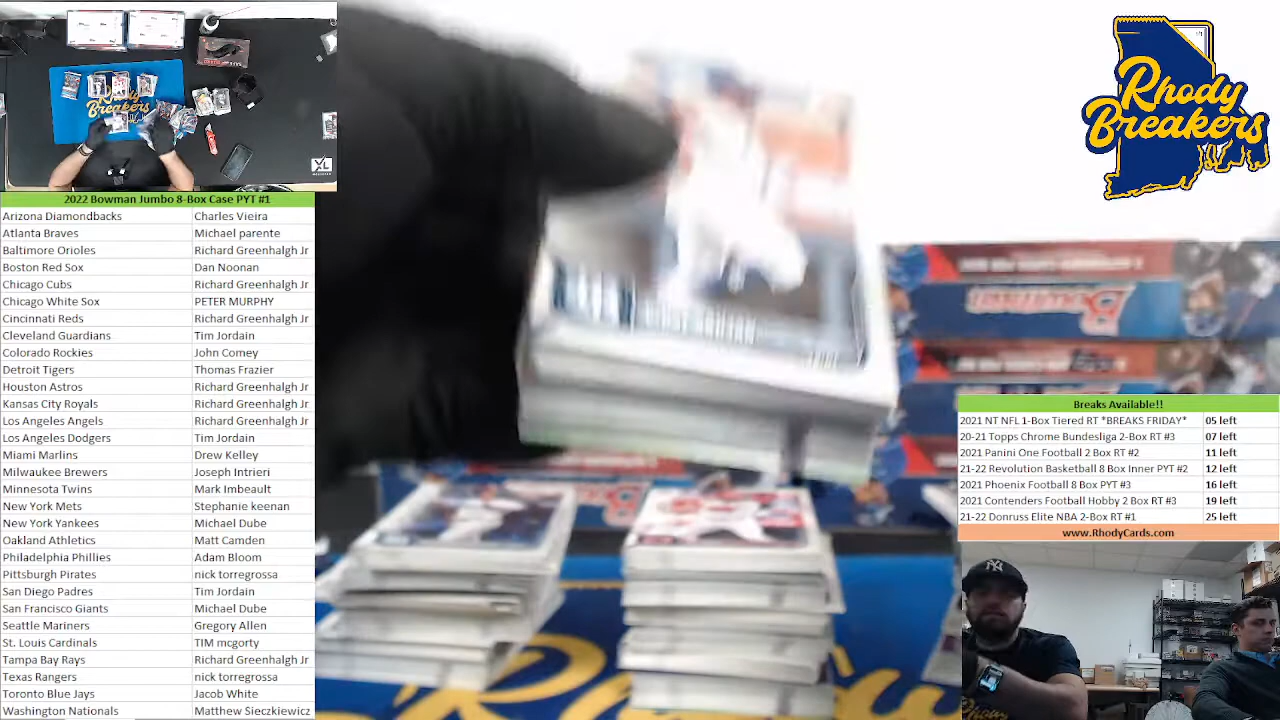 2022 Bowman Jumbo 8-Box Case PYT #1
Arizona Diamondbacks Charles Vieira
Atlanta Braves Michael parente
Baltimore Orioles Richard Greenhalgh Jr
Boston Red Sox Dan Noonan
Chicago Cubs Richard Greenhalgh Jr
Chicago White Sox PETER MURPHY
Cincinnati Reds Richard Greenhalgh Jr
Cleveland Guardians Tim Jordain
Colorado Rockies John Comey
Detroit Tigers Thomas Frazier
Houston Astros Richard Greenhalgh Jr
Kansas City Royals Richard Greenhalgh Jr
Los Angeles Angels Richard Greenhalgh Jr
Los Angeles Dodgers Tim Jordain
Miami Marlins Drew Kelley
Milwaukee Brewers Joseph Intrieri
Minnesota Twins Mark Imbeault
New York Mets Stephanie keenan
New York Yankees Michael Dube
Oakland Athletics Matt Camden
Philadelphia Phillies Adam Bloom
Pittsburgh Pirates nick torregrossa
San Diego Padres Tim Jordain
San Francisco Giants Michael Dube
Seattle Mariners Gregory Allen
St. Louis Cardinals TIM mcgorty
Tampa Bay Rays Richard Greenhalgh Jr
Texas Rangers nick torregrossa
Toronto Blue Jays Jacob White
Washington Nationals Matthew Sieczkiewicz
Rhody
Breakers
Rhody
Breakers
XL
Bowman
Breaks Available!!
2021 NT NFL 1-Box Tiered RT *BREAKS FRIDAY* 05 left
20-21 Topps Chrome Bundesliga 2-Box RT #3 07 left
2021 Panini One Football 2 Box RT #2 11 left
21-22 Revolution Basketball 8 Box Inner PYT #2 12 left
2021 Phoenix Football 8 Box PYT #3 16 left
2021 Contenders Football Hobby 2 Box RT #3 19 left
21-22 Donruss Elite NBA 2-Box RT #1 25 left
www.RhodyCards.com